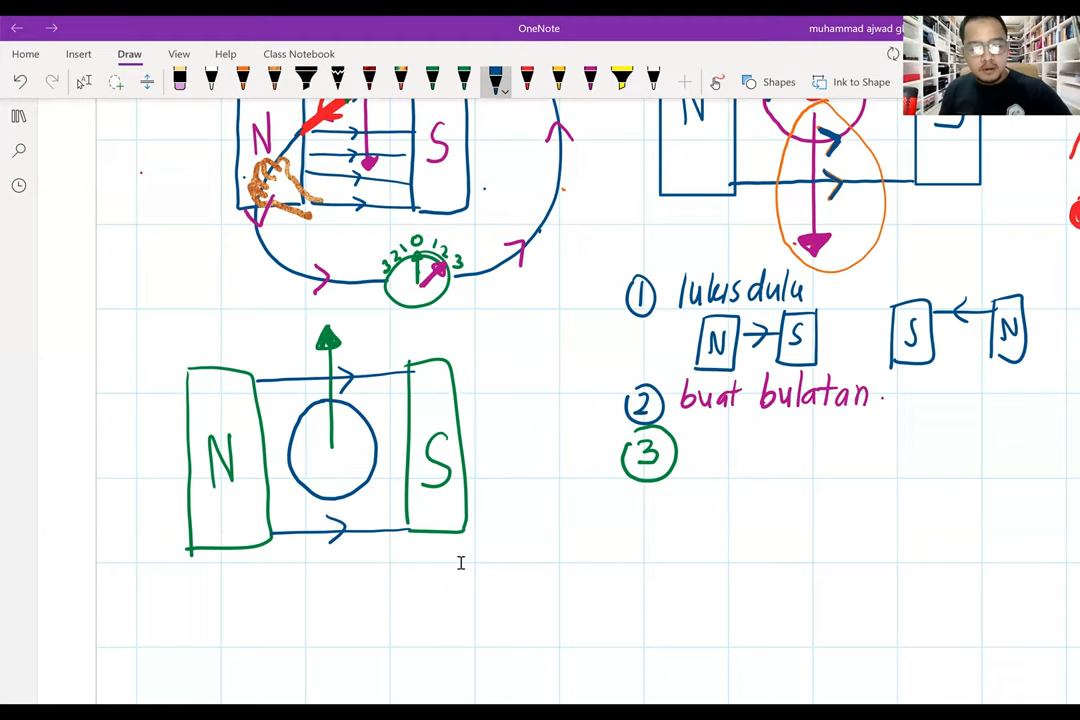 OneNote
muhammad ajwad gh
Home Insert Draw View Help Class Notebook
Shapes Ink to Shape
N S
N
3 2 1 0 1 2 3
① lukis dulu
N S S N
② buat bulatan.
③
N S